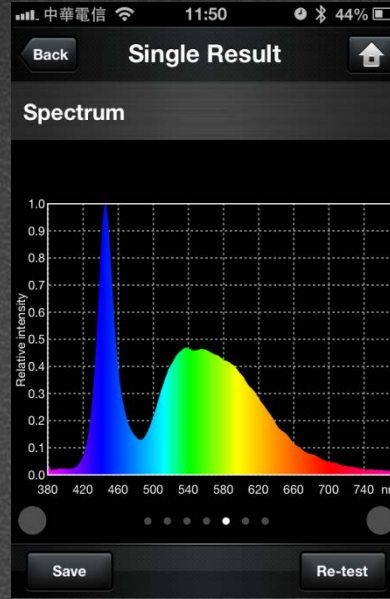 中華電信 11:50 44%
Back Single Result
Spectrum
1.0
0.9
0.8
0.7
0.6
0.5
0.4
0.3
0.2
0.1
0.0
Relative intensity
380 420 460 500 540 580 620 660 700 740 nm
Save Re-test